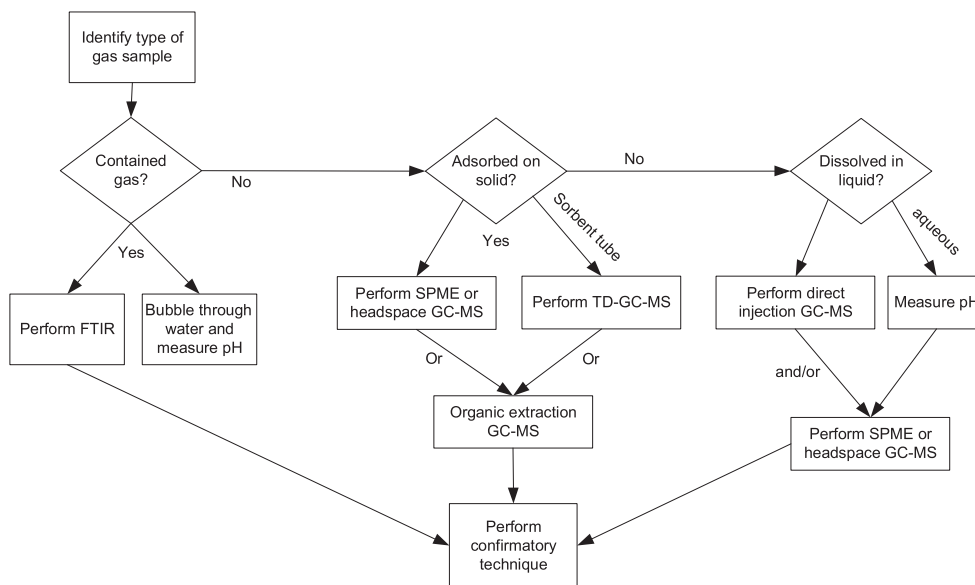 Identify type of
gas sample
Contained
gas?
No
Adsorbed on
solid?
No
Dissolved in
liquid?
Yes
Yes
Sorbent tube
aqueous
Perform FTIR
Bubble through
water and
measure pH
Perform SPME or
headspace GC-MS
Perform TD-GC-MS
Perform direct
injection GC-MS
Measure pH
Or
Or
and/or
Organic extraction
GC-MS
Perform SPME or
headspace GC-MS
Perform
confirmatory
technique